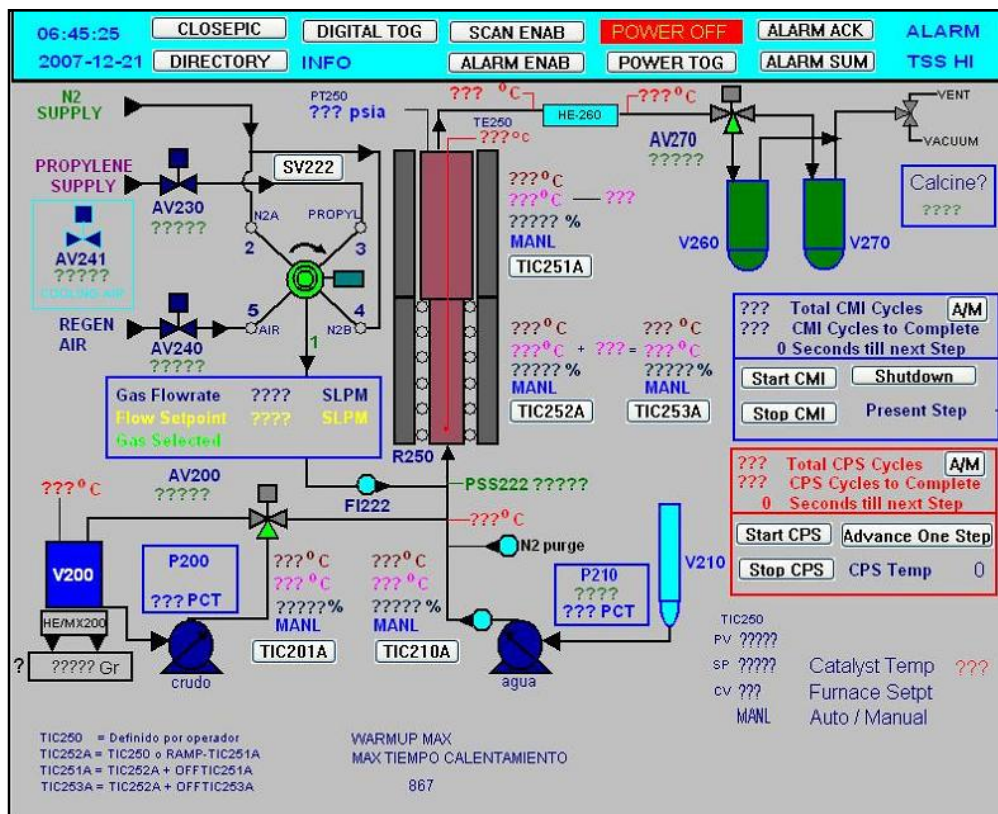 06:45:25 CLOSEPIC DIGITAL TOG SCAN ENAB POWER OFF ALARM ACK ALARM
2007-12-21 DIRECTORY INFO ALARM ENAB POWER TOG ALARM SUM TSS HI
N2
SUPPLY
PT250
??? psia
??? °C
HE-260
???°C
TE250
???°C
AV270
?????
VENT
VACUUM
PROPYLENE
SUPPLY
SV222
AV230
?????
N2A
PROPYL
2
3
AV241
?????
COOLING AIR
5
4
AIR
N2B
1
REGEN
AIR
AV240
?????
???°C
???°C ???
????? %
MANL
TIC251A
V260
V270
Calcine?
????
???°C
???°C + ??? = ???°C
????? %
MANL
TIC252A
???°C
?????%
MANL
TIC253A
??? Total CMI Cycles A/M
??? CMI Cycles to Complete
0 Seconds till next Step
Start CMI Shutdown
Stop CMI Present Step -
Gas Flowrate ???? SLPM
Flow Setpoint ???? SLPM
Gas Selected
R250
??? Total CPS Cycles A/M
??? CPS Cycles to Complete
0 Seconds till next Step
Start CPS Advance One Step
Stop CPS CPS Temp 0
AV200
?????
FI222
PSS222 ?????
???°C
???°C
N2 purge
V200
HE/MX200
? ????? Gr
P200
??? PCT
crudo
???°C
???°C
?????%
MANL
TIC201A
???°C
???°C
????? %
MANL
TIC210A
P210
????
??? PCT
V210
agua
TIC250
PV ?????
SP ????? Catalyst Temp ???
CV ??? Furnace Setpt
MANL Auto / Manual
TIC250 = Definido por operador
TIC252A = TIC250 o RAMP-TIC251A
TIC251A = TIC252A + OFFTIC251A
TIC253A = TIC252A + OFFTIC253A
WARMUP MAX
MAX TIEMPO CALENTAMIENTO
867